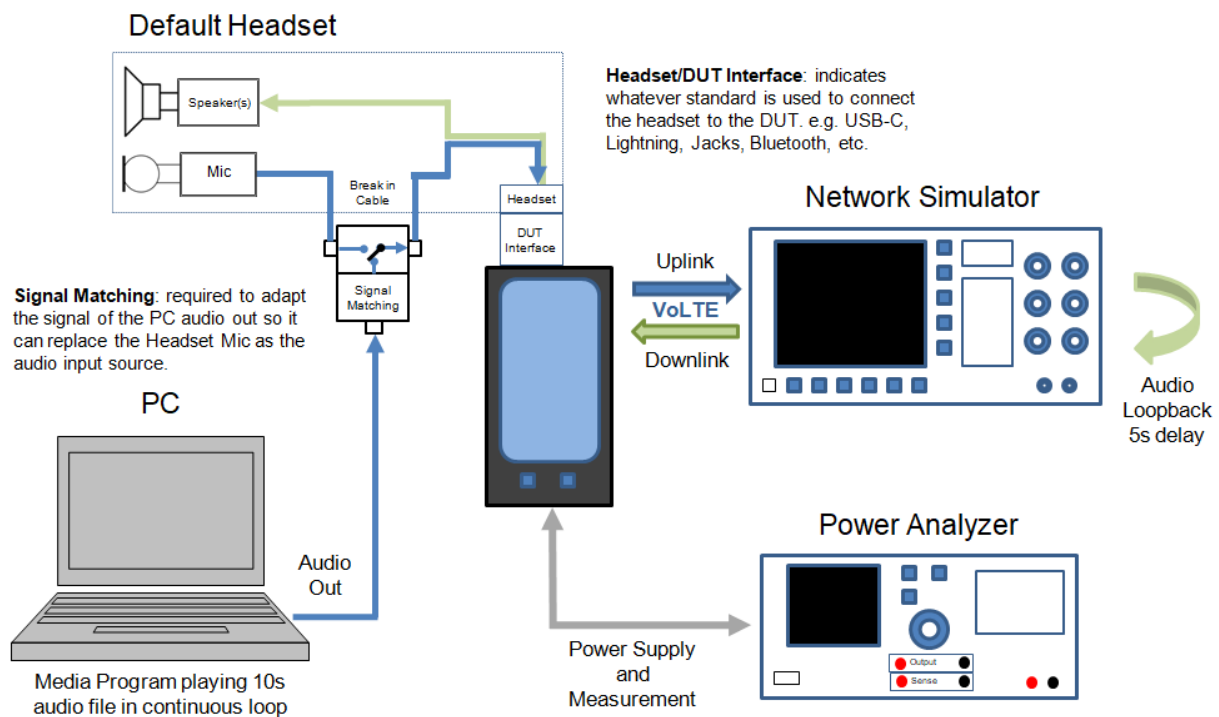 Default Headset
Speaker(s)
Mic
Break in
Cable
Headset
DUT
Interface
Signal
Matching
Headset/DUT Interface: indicates
whatever standard is used to connect
the headset to the DUT. e.g. USB-C,
Lightning, Jacks, Bluetooth, etc.
Network Simulator
Uplink
VoLTE
Downlink
Audio
Loopback
5s delay
Signal Matching: required to adapt
the signal of the PC audio out so it
can replace the Headset Mic as the
audio input source.
PC
Audio
Out
Media Program playing 10s
audio file in continuous loop
Power Analyzer
Output
Sense
Power Supply
and
Measurement